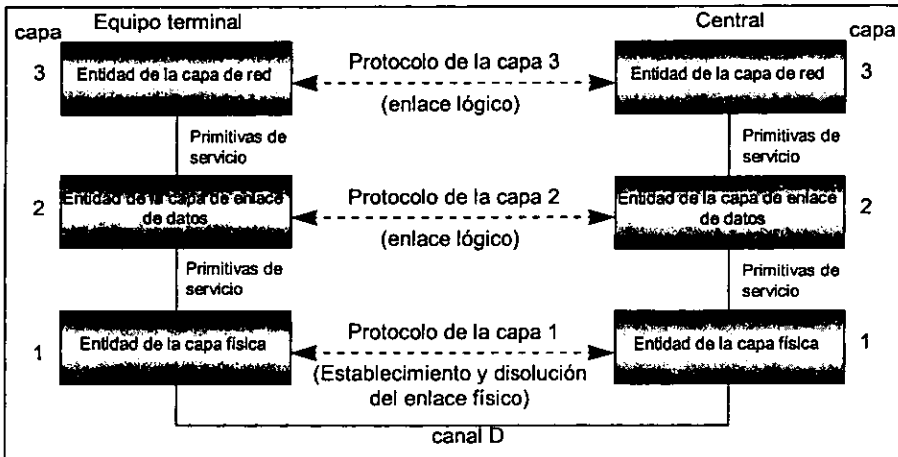 Equipo terminal
Central
capa
capa
3
Entidad de la capa de red
Protocolo de la capa 3
(enlace lógico)
Entidad de la capa de red
3
Primitivas de
servicio
Primitivas de
servicio
2
Entidad de la capa de enlace
de datos
Protocolo de la capa 2
(enlace lógico)
Entidad de la capa de enlace
de datos
2
Primitivas de
servicio
Primitivas de
servicio
1
Entidad de la capa física
Protocolo de la capa 1
(Establecimiento y disolución
del enlace físico)
Entidad de la capa física
1
canal D